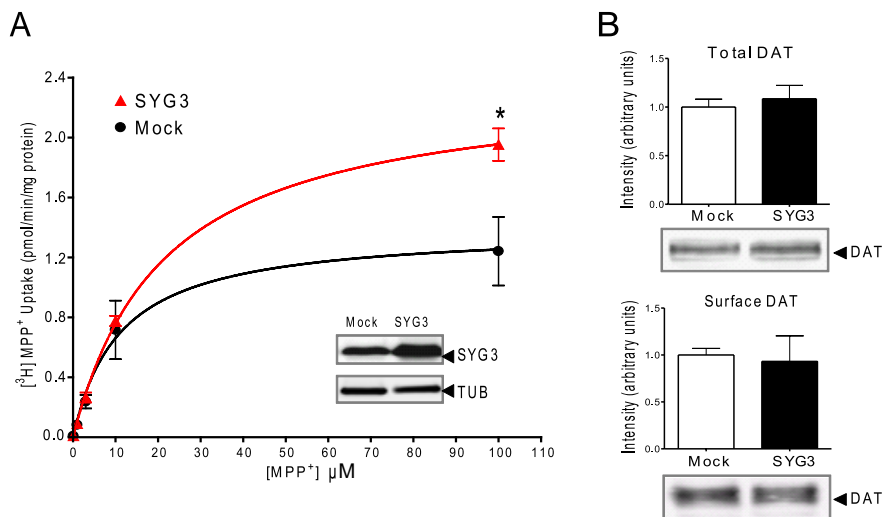 A
[³H] MPP⁺ Uptake (pmol/min/mg protein)
2.4
2.0
1.6
1.2
0.8
0.4
0.0
SYG3
Mock
*
Mock SYG3
SYG3
TUB
0 10 20 30 40 50 60 70 80 90 100 110
[MPP⁺] µM
B
Total DAT
Intensity (arbitrary units)
1.5
1.0
0.5
0.0
Mock SYG3
DAT
Surface DAT
Intensity (arbitrary units)
1.5
1.0
0.5
0.0
Mock SYG3
DAT